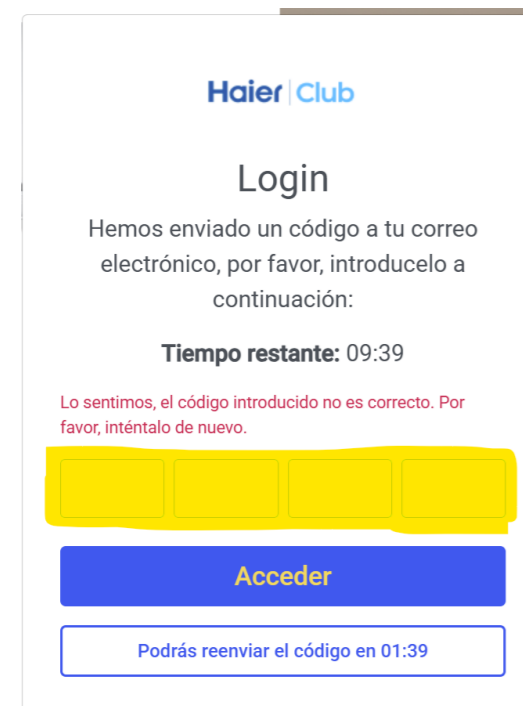 Haier Club
Login
Hemos enviado un código a tu correo
electrónico, por favor, introducelo a
continuación:
Tiempo restante: 09:39
Lo sentimos, el código introducido no es correcto. Por
favor, inténtalo de nuevo.
Acceder
Podrás reenviar el código en 01:39